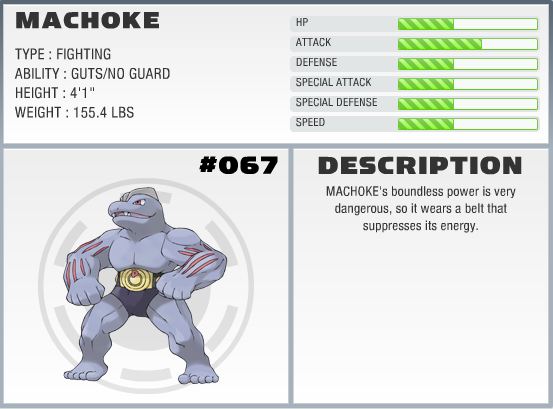 MACHOKE
TYPE : FIGHTING
ABILITY : GUTS/NO GUARD
HEIGHT : 4'1"
WEIGHT : 155.4 LBS
HP
ATTACK
DEFENSE
SPECIAL ATTACK
SPECIAL DEFENSE
SPEED
#067
DESCRIPTION
MACHOKE's boundless power is very
dangerous, so it wears a belt that
suppresses its energy.